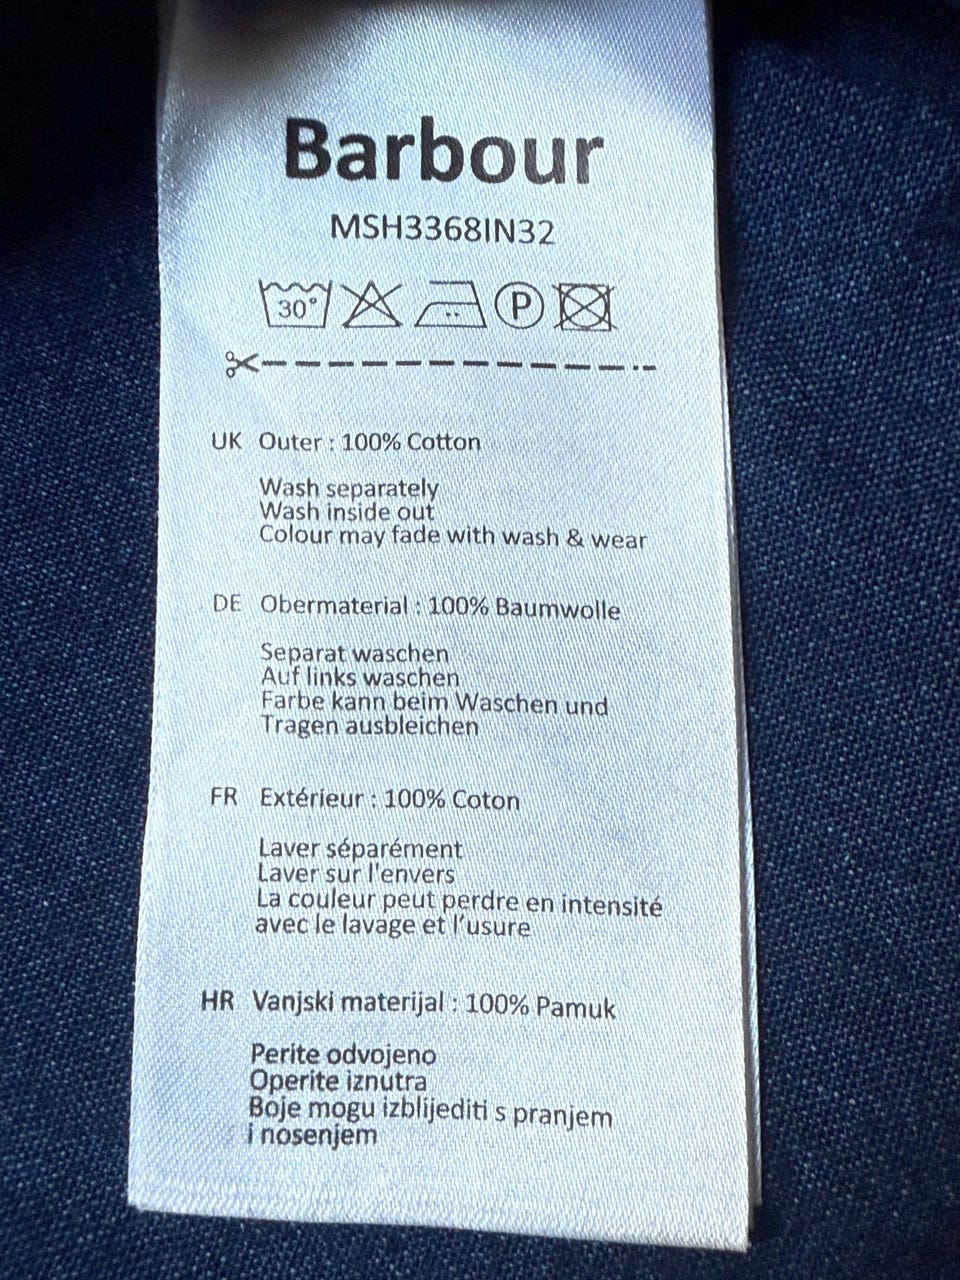 Barbour
MSH3368IN32
30°
P
UK Outer : 100% Cotton
Wash separately
Wash inside out
Colour may fade with wash & wear
DE Obermaterial : 100% Baumwolle
Separat waschen
Auf links waschen
Farbe kann beim Waschen und
Tragen ausbleichen
FR Extérieur : 100% Coton
Laver séparément
Laver sur l'envers
La couleur peut perdre en intensité
avec le lavage et l'usure
HR Vanjski materijal : 100% Pamuk
Perite odvojeno
Operite iznutra
Boje mogu izblijediti s pranjem
i nosenjem